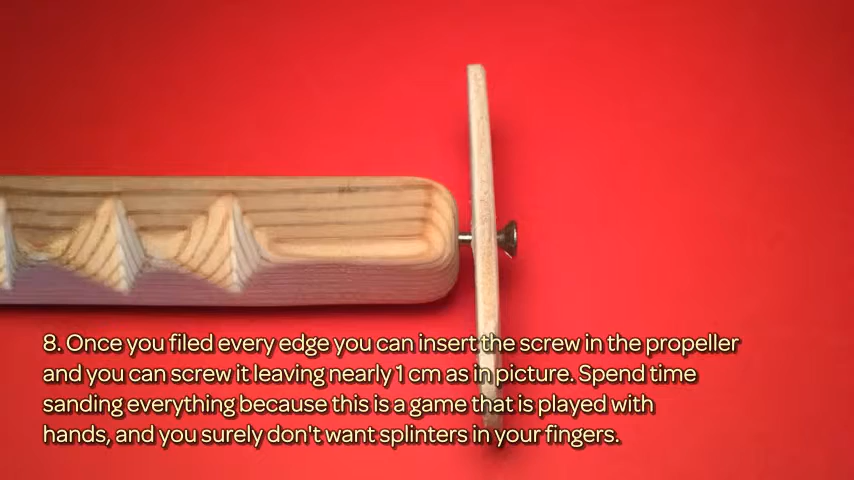 8. Once you filed every edge you can insert the screw in the propeller
and you can screw it leaving nearly 1 cm as in picture. Spend time
sanding everything because this is a game that is played with
hands, and you surely don't want splinters in your fingers.